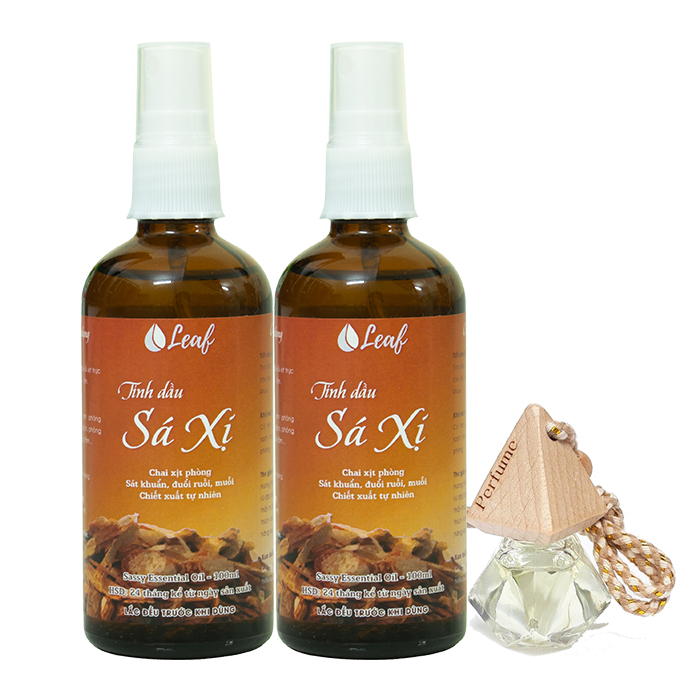 Leaf
Tinh dầu
Sá Xị
Chai xịt phòng
Sát khuẩn, đuổi ruồi, muỗi
Chiết xuất tự nhiên
Sassy Essential Oil - 100ml
HSD: 24 tháng kể từ ngày sản xuất
LẮC ĐỀU TRƯỚC KHI DÙNG
Leaf
Tinh dầu
Sá Xị
Chai xịt phòng
Sát khuẩn, đuổi ruồi, muỗi
Chiết xuất tự nhiên
Sassy Essential Oil - 100ml
HSD: 24 tháng kể từ ngày sản xuất
LẮC ĐỀU TRƯỚC KHI DÙNG
Perfume